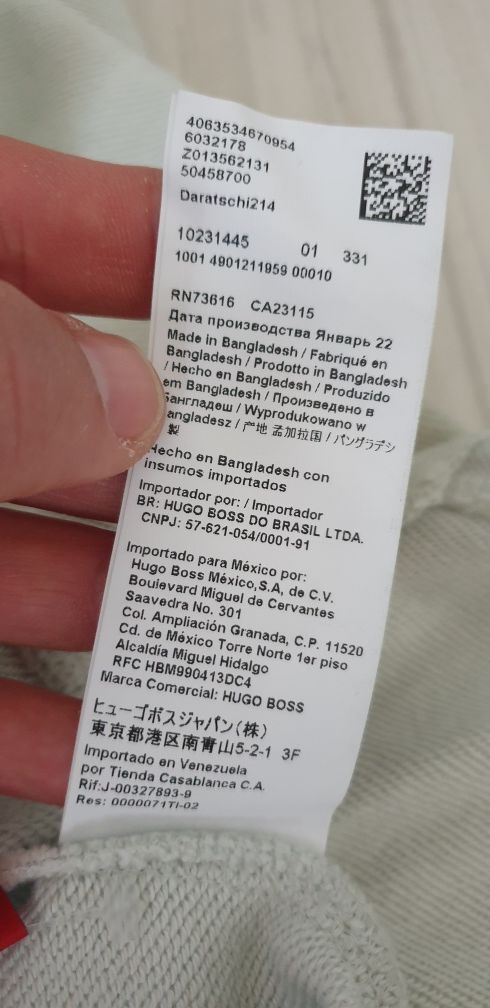 4063534670954
6032178
Z013562131
50458700
Daratschi214
10231445 01 331
1001 4901211959 00010
RN73616 CA23115
Дата производства Январь 22
Made in Bangladesh / Fabriqué en
Bangladesh / Prodotto in Bangladesh
/ Hecho en Bangladesh / Produzido
em Bangladesh / Произведено в
Бангладеш / Wyprodukowano w
angladesz / 产地 孟加拉国 / バングラデシ
製
Hecho en Bangladesh con
insumos importados
Importador por: / Importador
BR: HUGO BOSS DO BRASIL LTDA.
CNPJ: 57-621-054/0001-91
Importado para México por:
Hugo Boss México,S.A, de C.V.
Boulevard Miguel de Cervantes
Saavedra No. 301
Col. Ampliación Granada, C.P. 11520
Cd. de México Torre Norte 1er piso
Alcaldía Miguel Hidalgo
RFC HBM990413DC4
Marca Comercial: HUGO BOSS
ヒューゴボスジャパン(株)
東京都港区南青山5-2-1 3F
Importado en Venezuela
por Tienda Casablanca C.A.
Rif:J-00327893-9
Res: 0000071TI-02